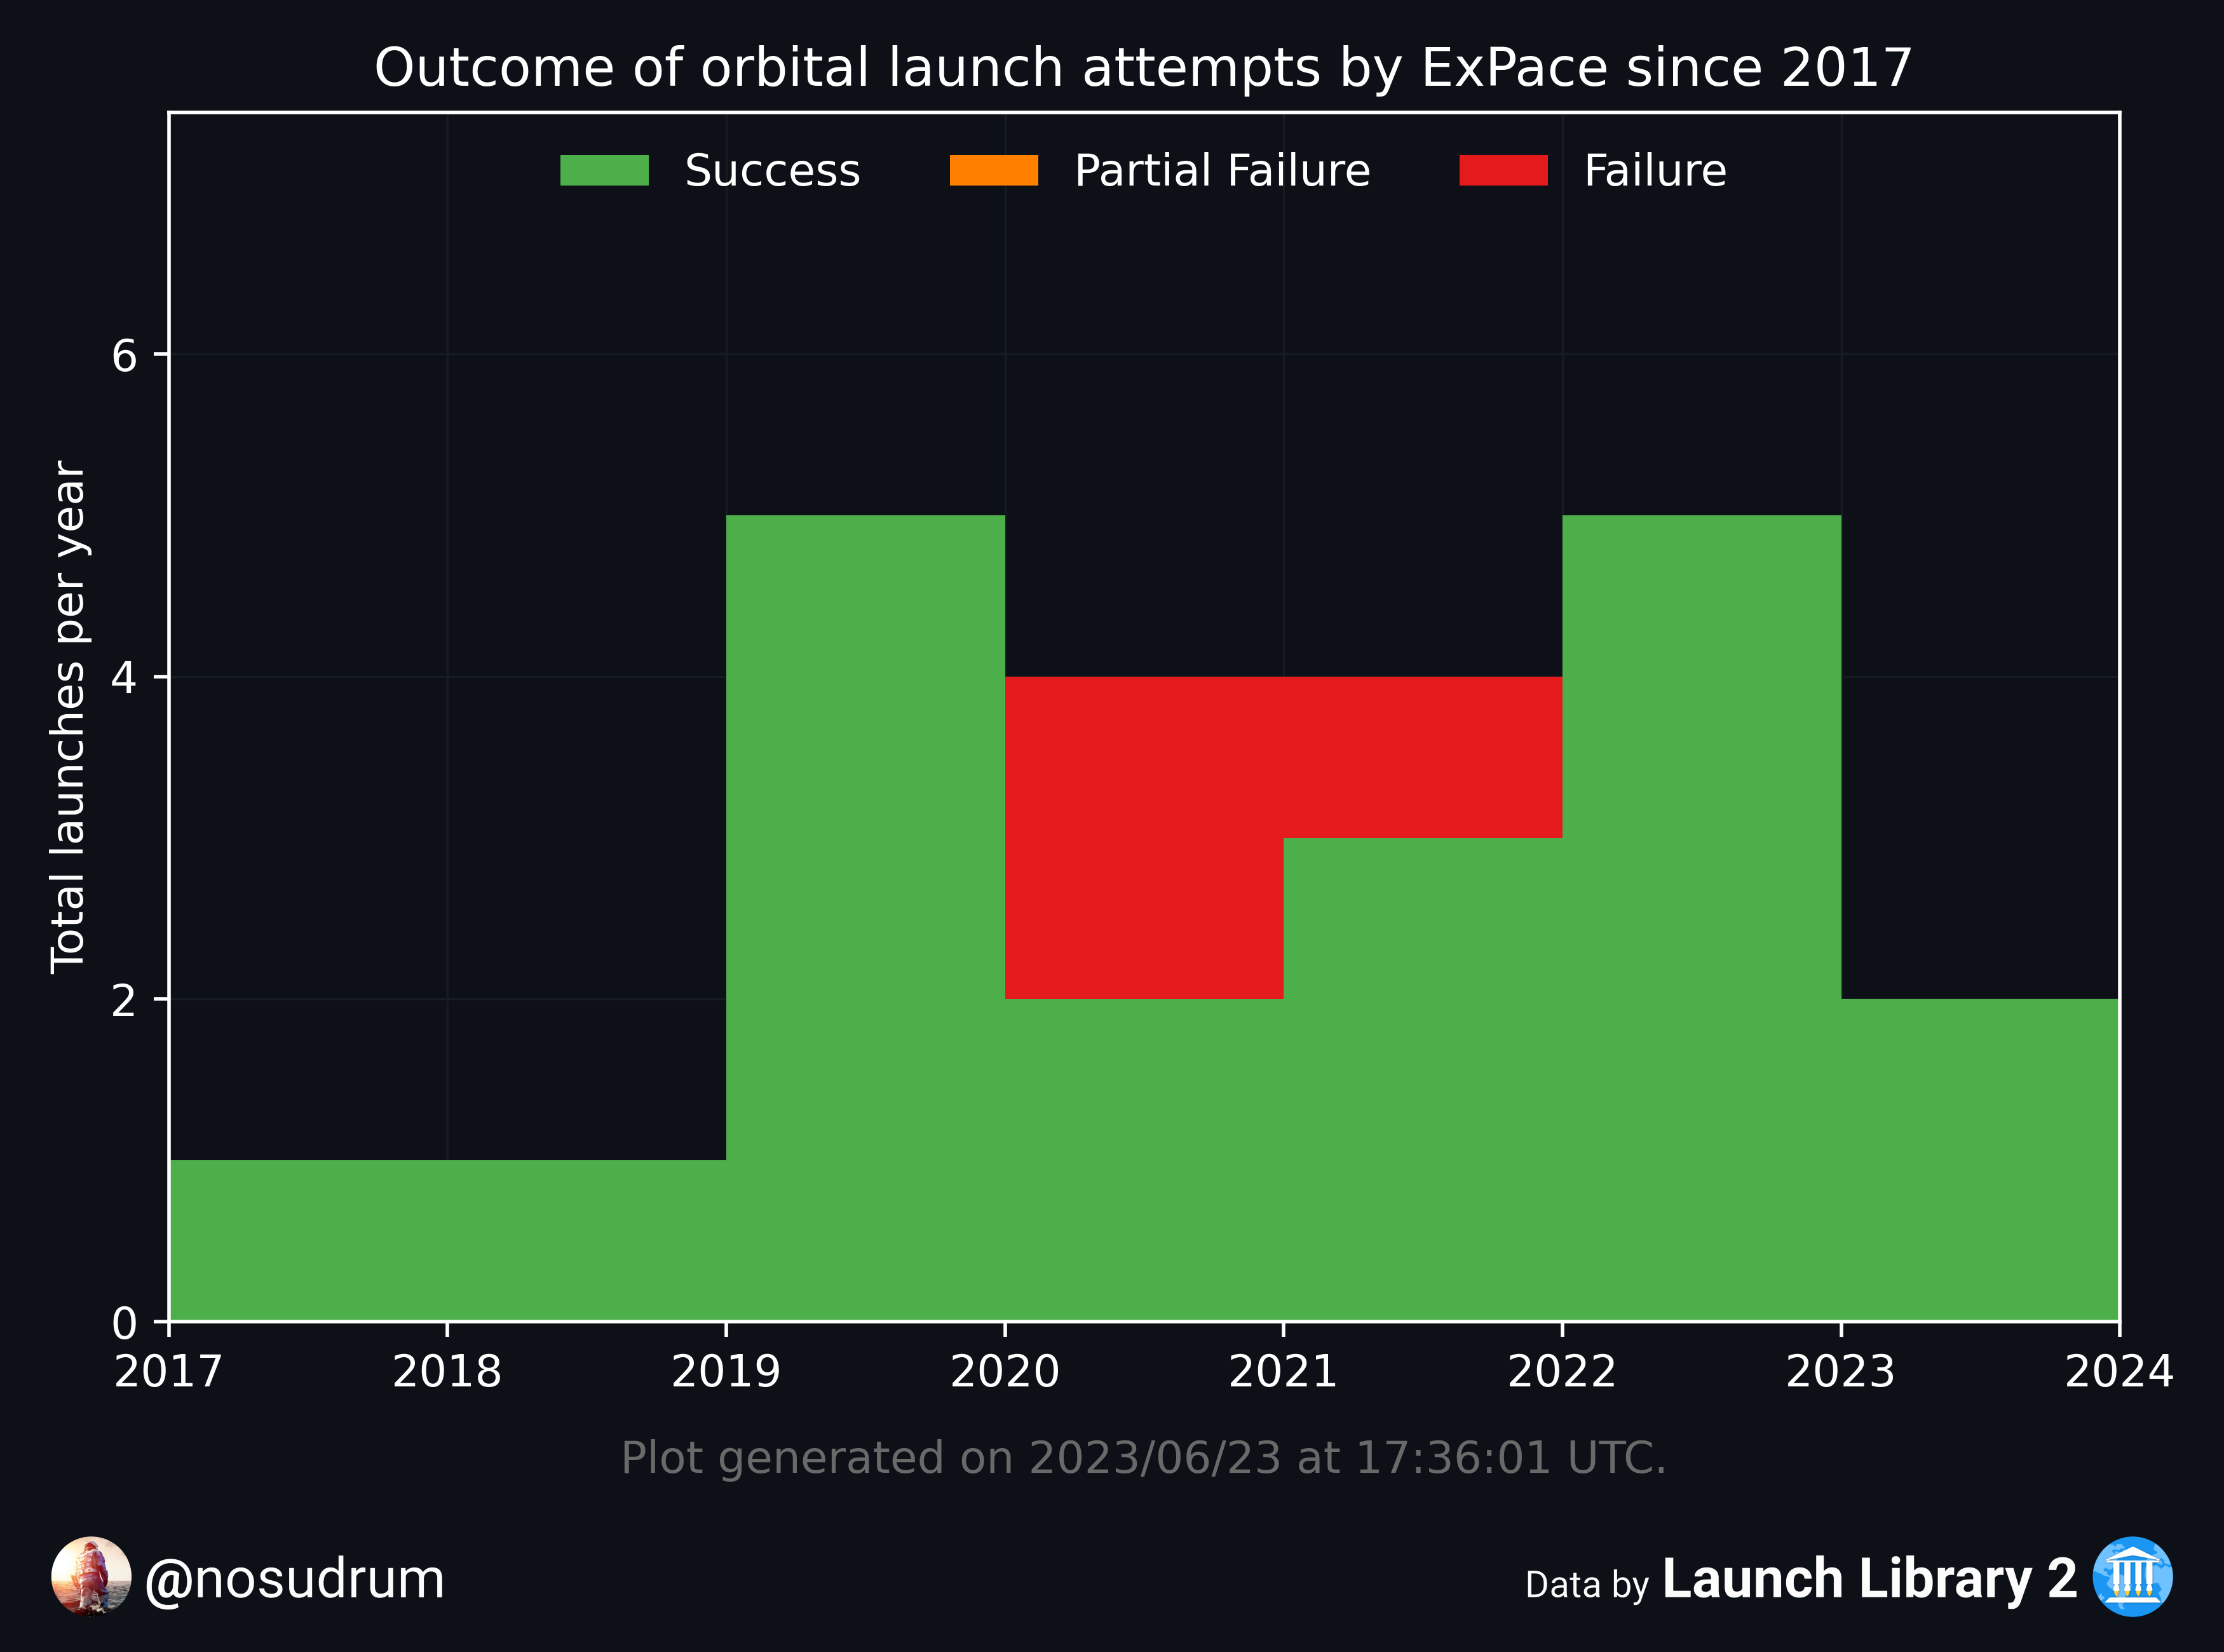 Outcome of orbital launch attempts by ExPace since 2017
Success Partial Failure Failure
Total launches per year
6
4
2
0
2017 2018 2019 2020 2021 2022 2023 2024
Plot generated on 2023/06/23 at 17:36:01 UTC.
@nosudrum
Data by Launch Library 2